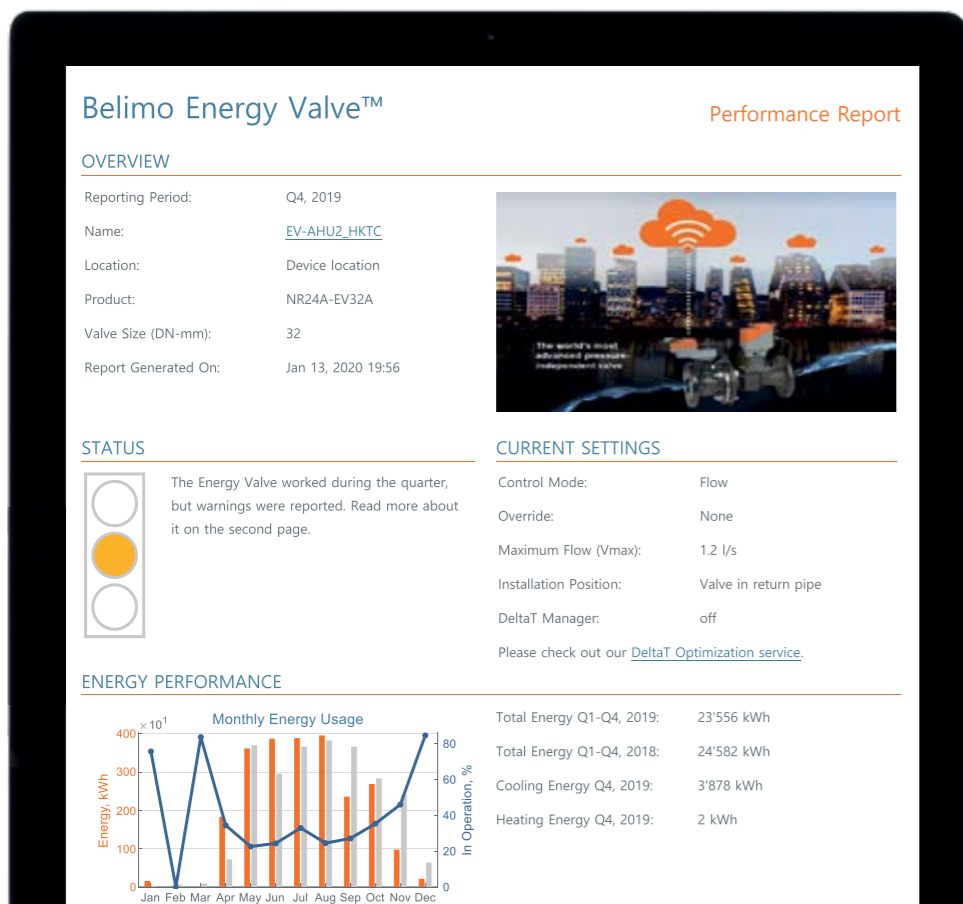 Belimo Energy Valve™
Performance Report
OVERVIEW
Reporting Period: Q4, 2019
Name: EV-AHU2_HKTC
Location: Device location
Product: NR24A-EV32A
Valve Size (DN-mm): 32
Report Generated On: Jan 13, 2020 19:56
The world's most
advanced pressure-
independent valve
STATUS
The Energy Valve worked during the quarter,
but warnings were reported. Read more about
it on the second page.
CURRENT SETTINGS
Control Mode: Flow
Override: None
Maximum Flow (Vmax): 1.2 l/s
Installation Position: Valve in return pipe
DeltaT Manager: off
Please check out our DeltaT Optimization service.
ENERGY PERFORMANCE
Monthly Energy Usage
×10¹
Energy, kWh
400
300
200
100
0
In Operation, %
80
60
40
20
0
Jan Feb Mar Apr May Jun Jul Aug Sep Oct Nov Dec
Total Energy Q1-Q4, 2019: 23'556 kWh
Total Energy Q1-Q4, 2018: 24'582 kWh
Cooling Energy Q4, 2019: 3'878 kWh
Heating Energy Q4, 2019: 2 kWh